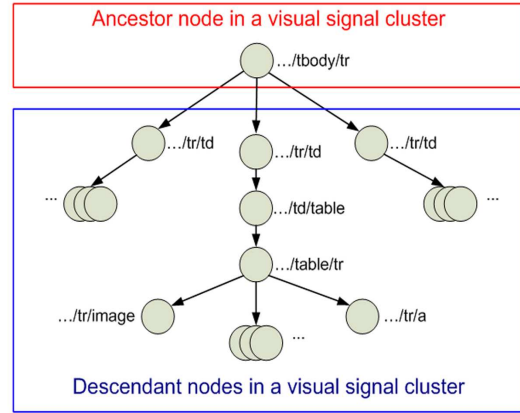 Ancestor node in a visual signal cluster
.../tbody/tr
.../tr/td
.../tr/td
.../tr/td
...
...
.../td/table
.../table/tr
.../tr/image
.../tr/a
...
Descendant nodes in a visual signal cluster